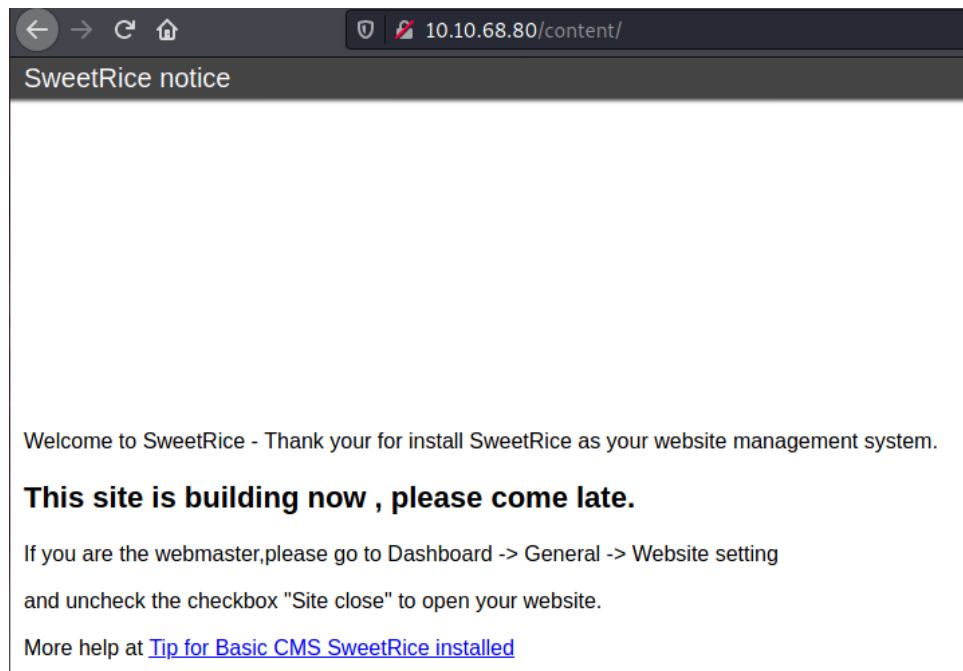 10.10.68.80/content/
SweetRice notice
Welcome to SweetRice - Thank your for install SweetRice as your website management system.
This site is building now , please come late.
If you are the webmaster,please go to Dashboard -> General -> Website setting
and uncheck the checkbox "Site close" to open your website.
More help at Tip for Basic CMS SweetRice installed